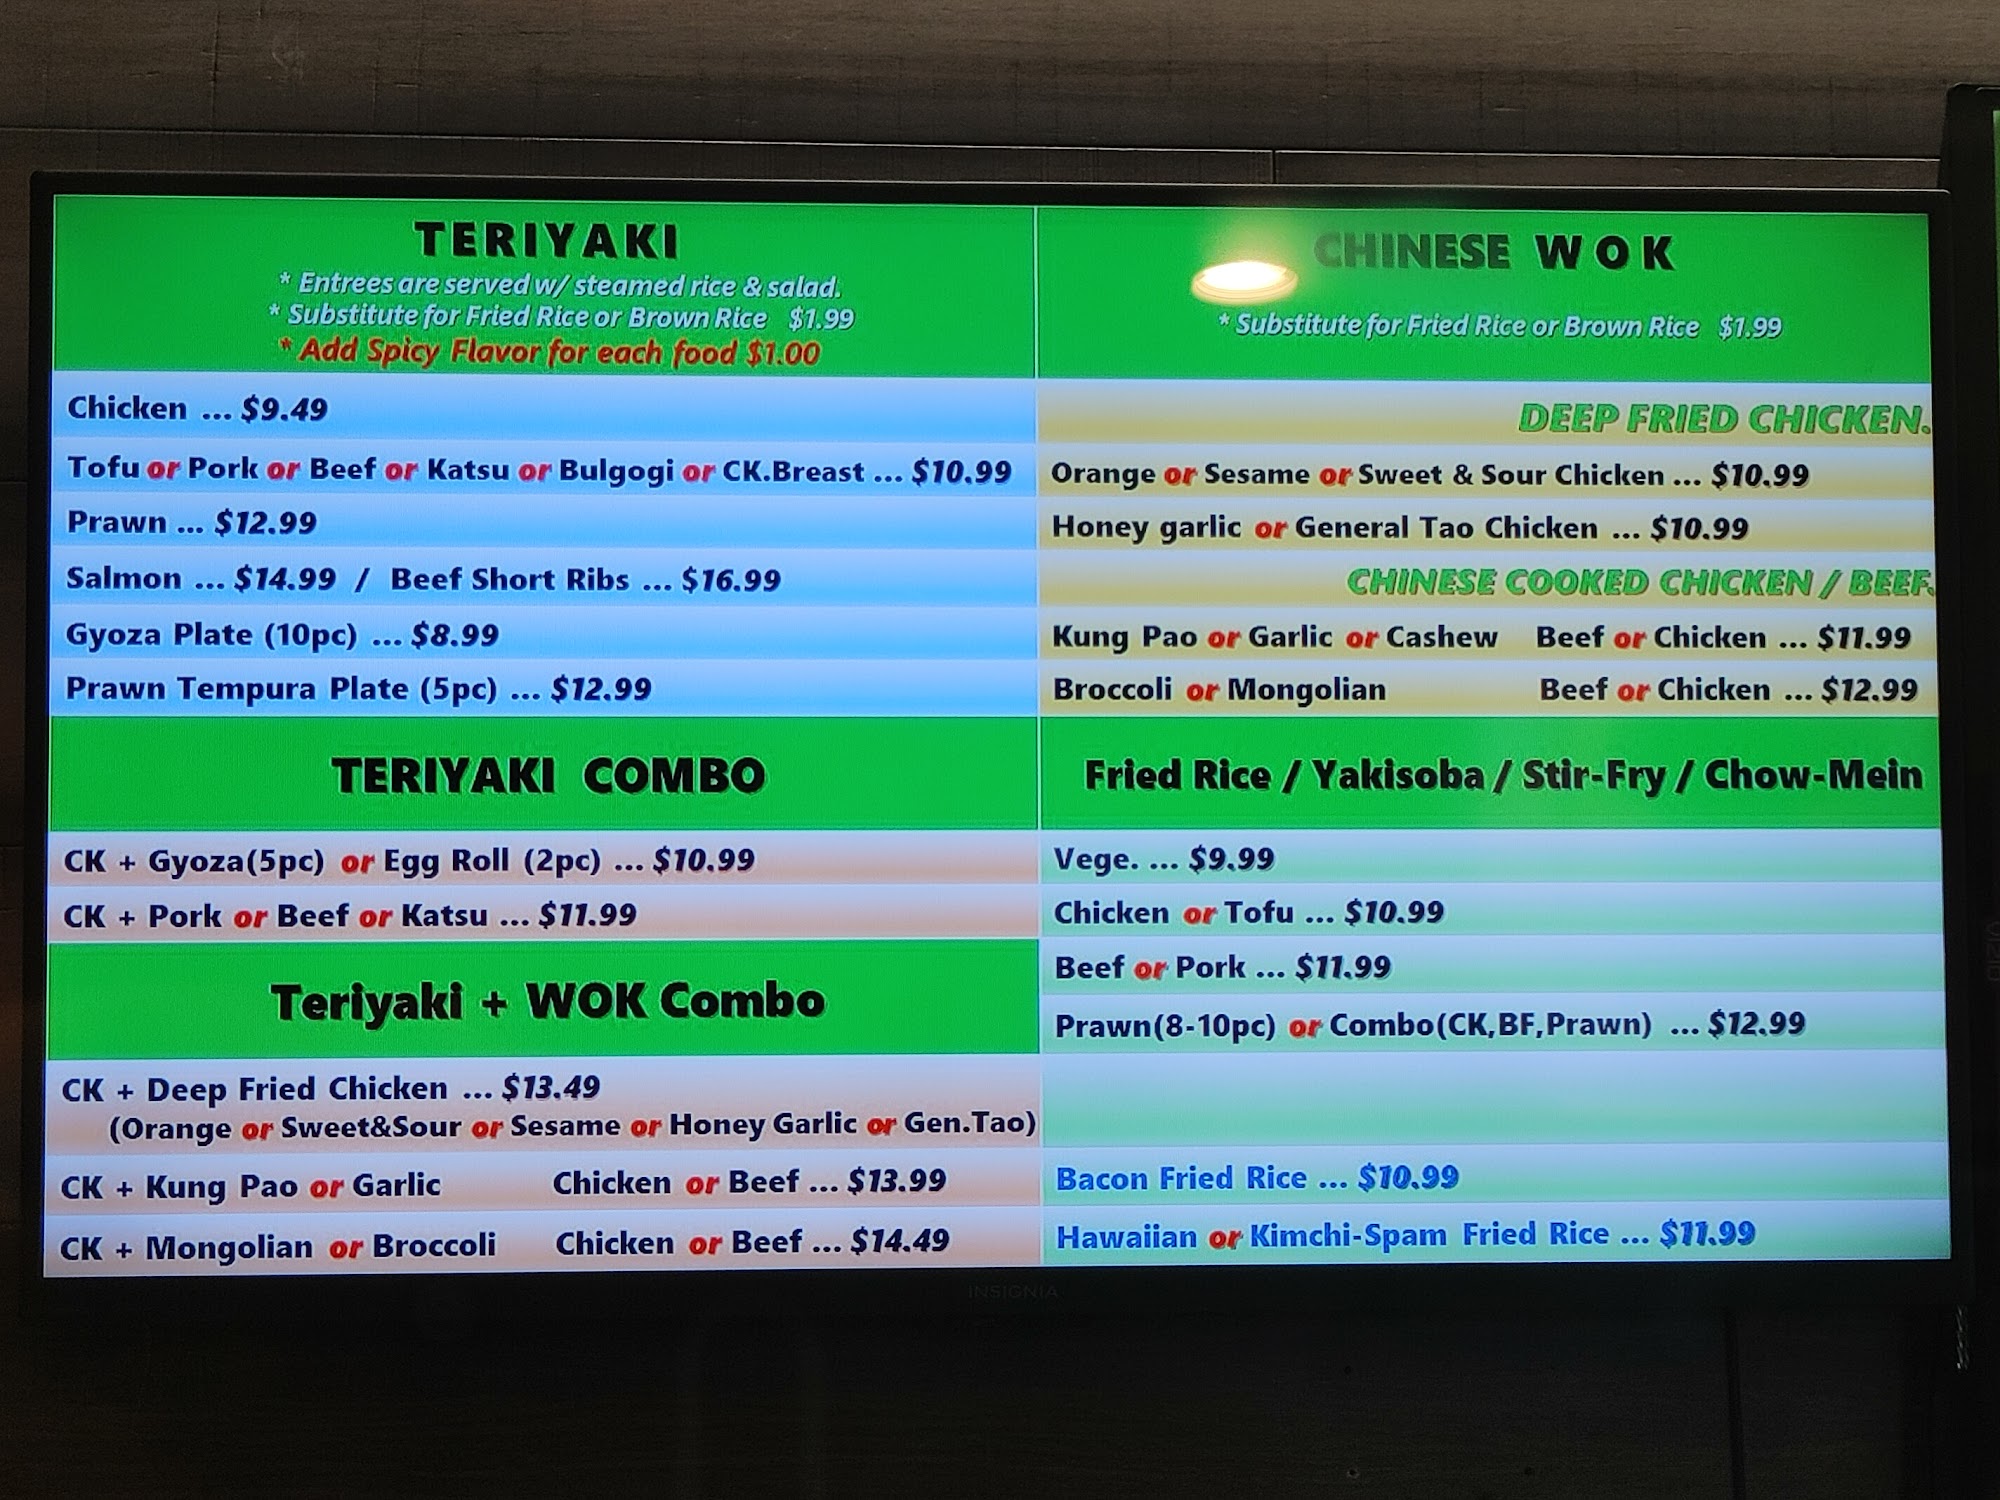 TERIYAKI
* Entrees are served w/ steamed rice & salad.
* Substitute for Fried Rice or Brown Rice $1.99
* Add Spicy Flavor for each food $1.00
Chicken ... $9.49
Tofu or Pork or Beef or Katsu or Bulgogi or CK.Breast ... $10.99
Prawn ... $12.99
Salmon ... $14.99 / Beef Short Ribs ... $16.99
Gyoza Plate (10pc) ... $8.99
Prawn Tempura Plate (5pc) ... $12.99
TERIYAKI COMBO
CK + Gyoza(5pc) or Egg Roll (2pc) ... $10.99
CK + Pork or Beef or Katsu ... $11.99
Teriyaki + WOK Combo
CK + Deep Fried Chicken ... $13.49
(Orange or Sweet&Sour or Sesame or Honey Garlic or Gen.Tao)
CK + Kung Pao or Garlic Chicken or Beef ... $13.99
CK + Mongolian or Broccoli Chicken or Beef ... $14.49
CHINESE WOK
* Substitute for Fried Rice or Brown Rice $1.99
DEEP FRIED CHICKEN.
Orange or Sesame or Sweet & Sour Chicken ... $10.99
Honey garlic or General Tao Chicken ... $10.99
CHINESE COOKED CHICKEN / BEEF.
Kung Pao or Garlic or Cashew Beef or Chicken ... $11.99
Broccoli or Mongolian Beef or Chicken ... $12.99
Fried Rice / Yakisoba / Stir-Fry / Chow-Mein
Vege. ... $9.99
Chicken or Tofu ... $10.99
Beef or Pork ... $11.99
Prawn(8-10pc) or Combo(CK,BF,Prawn) ... $12.99
Bacon Fried Rice ... $10.99
Hawaiian or Kimchi-Spam Fried Rice ... $11.99
INSIGNIA